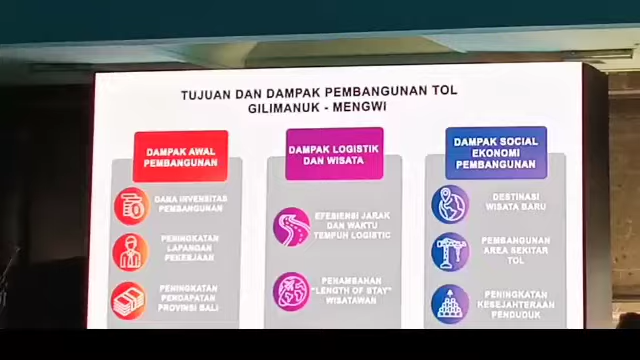 TUJUAN DAN DAMPAK PEMBANGUNAN TOL
GILIMANUK - MENGWI
DAMPAK AWAL
PEMBANGUNAN
DANA INVENSITAS
PEMBANGUNAN
PENINGKATAN
LAPANGAN
PEKEJAAN
PENINGKATAN
PENDAPATAN
PROVINSI BALI
DAMPAK LOGISTIK
DAN WISATA
EFESIENSI JARAK
DAN WAKTU
TEMPUH LOGISTIC
PENAMBAHAN
"LENGTH OF STAY"
WISATAWAN
DAMPAK SOCIAL
EKONOMI
PEMBANGUNAN
DESTINASI
WISATA BARU
PEMBANGUNAN
AREA SEKITAR
TOL
PENINGKATAN
KESEJAHTERAAN
PENDUDUK